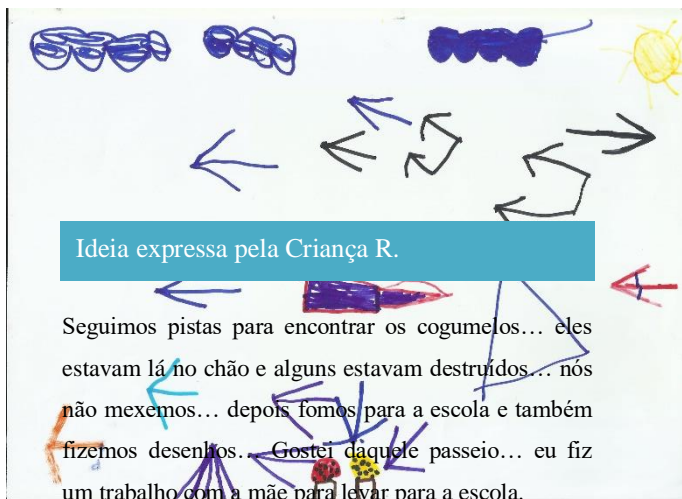 Ideia expressa pela Criança R.
Seguimos pistas para encontrar os cogumelos… eles
estavam lá no chão e alguns estavam destruídos… nós
não mexemos… depois fomos para a escola e também
fizemos desenhos… Gostei daquele passeio… eu fiz
um trabalho com a mãe para levar para a escola.